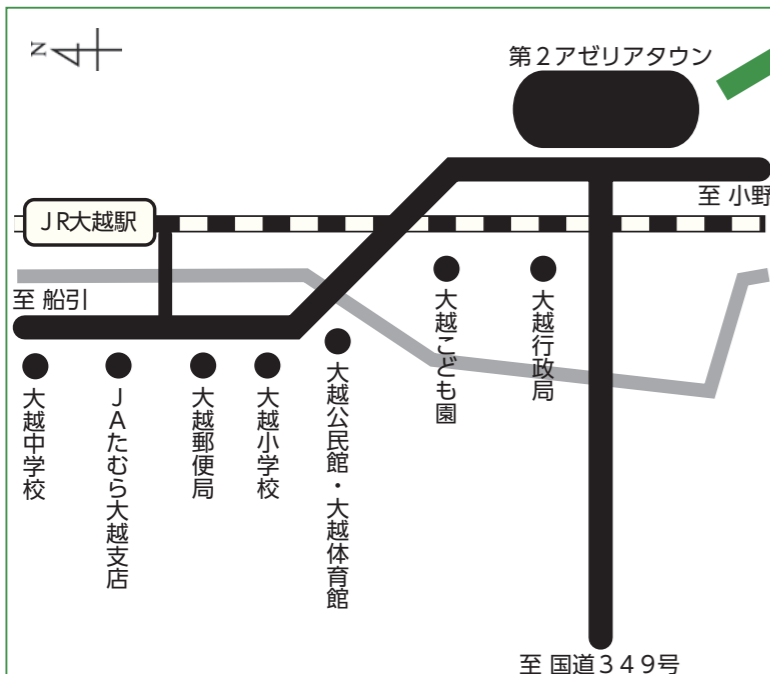 N
第2アゼリアタウン
至 小野
JR大越駅
至 船引
大越中学校
JAたむら大越支店
大越郵便局
大越小学校
大越公民館・大越体育館
大越こども園
大越行政局
至 国道349号